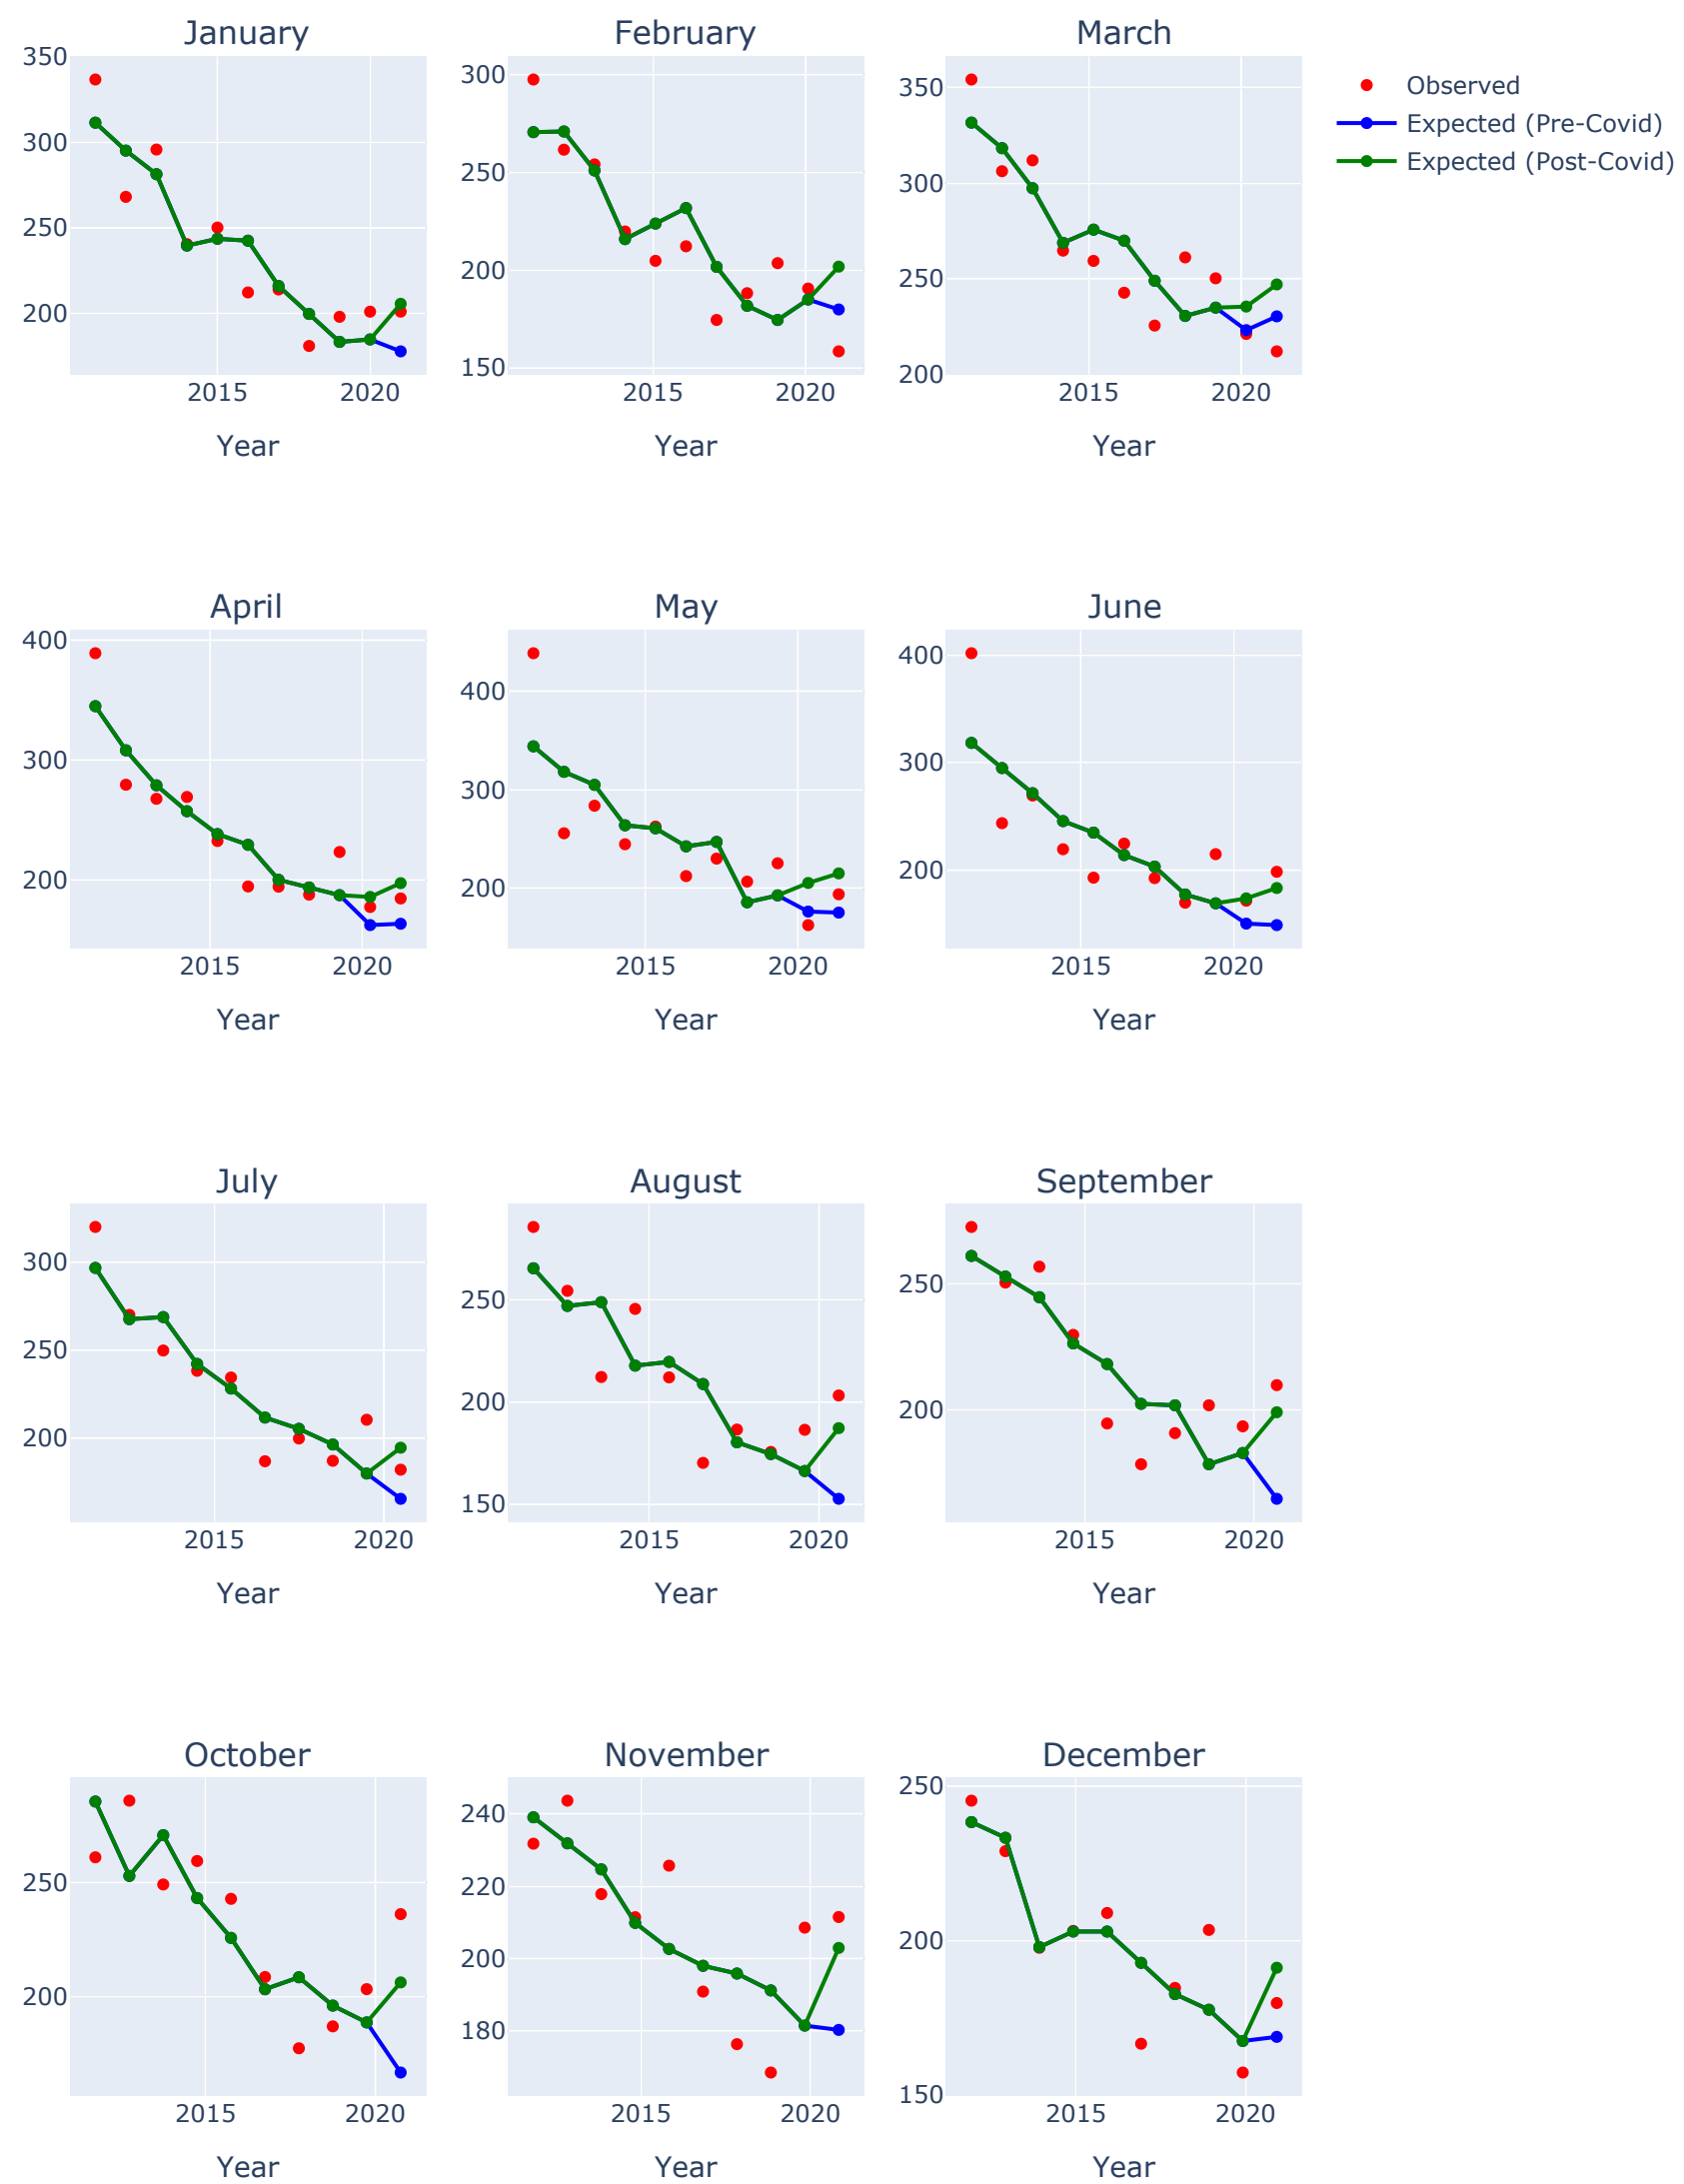 January
February
March
350
300
250
200
2015
2020
Year
300
250
200
150
2015
2020
Year
350
300
250
200
2015
2020
Year
Observed
Expected (Pre-Covid)
Expected (Post-Covid)
April
May
June
400
300
200
2015
2020
Year
400
300
200
2015
2020
Year
400
300
200
2015
2020
Year
July
August
September
300
250
200
2015
2020
Year
250
200
150
2015
2020
Year
250
200
2015
2020
Year
October
November
December
250
200
2015
2020
Year
240
220
200
180
2015
2020
Year
250
200
150
2015
2020
Year